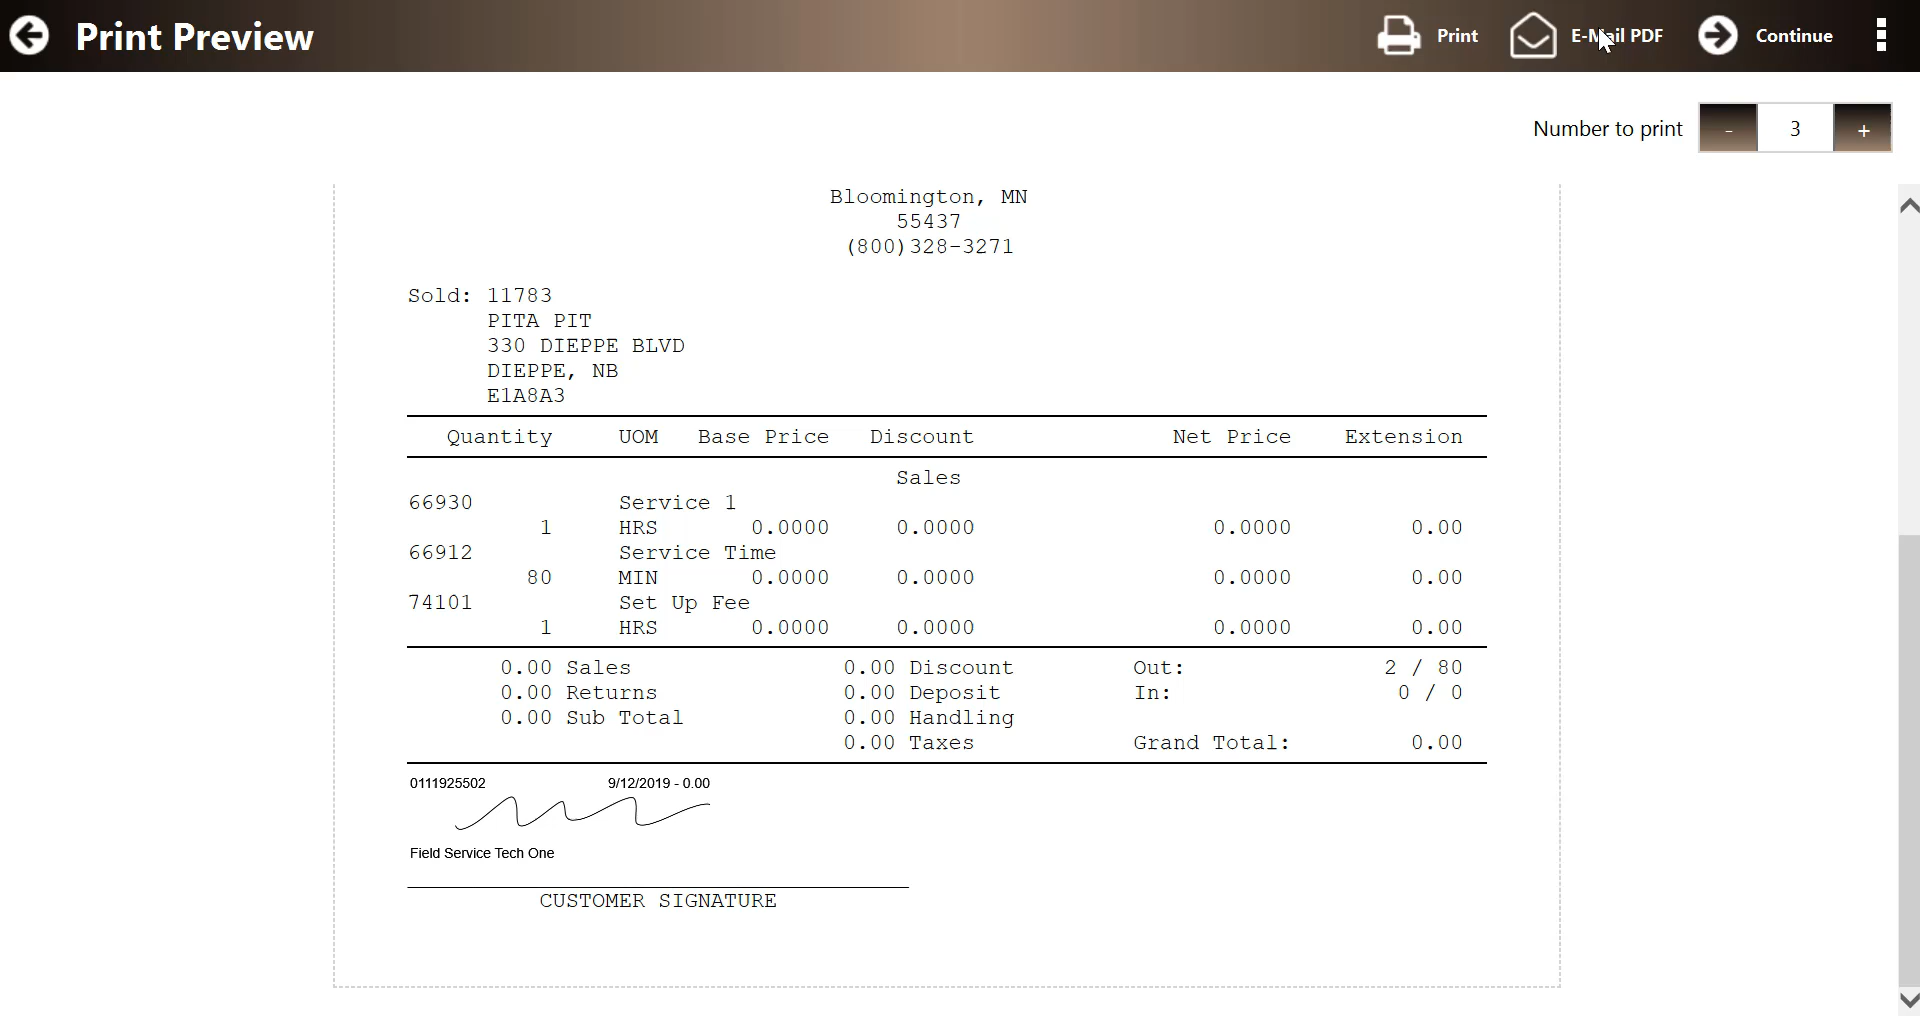 Print Preview
Print
E-Mail PDF
Continue
Number to print - 3 +
Bloomington, MN
55437
(800)328-3271
Sold: 11783
PITA PIT
330 DIEPPE BLVD
DIEPPE, NB
E1A8A3
Quantity UOM Base Price Discount Net Price Extension
Sales
66930 Service 1
1 HRS 0.0000 0.0000 0.0000 0.00
66912 Service Time
80 MIN 0.0000 0.0000 0.0000 0.00
74101 Set Up Fee
1 HRS 0.0000 0.0000 0.0000 0.00
0.00 Sales 0.00 Discount Out: 2 / 80
0.00 Returns 0.00 Deposit In: 0 / 0
0.00 Sub Total 0.00 Handling
0.00 Taxes Grand Total: 0.00
0111925502 9/12/2019 - 0.00
Field Service Tech One
CUSTOMER SIGNATURE